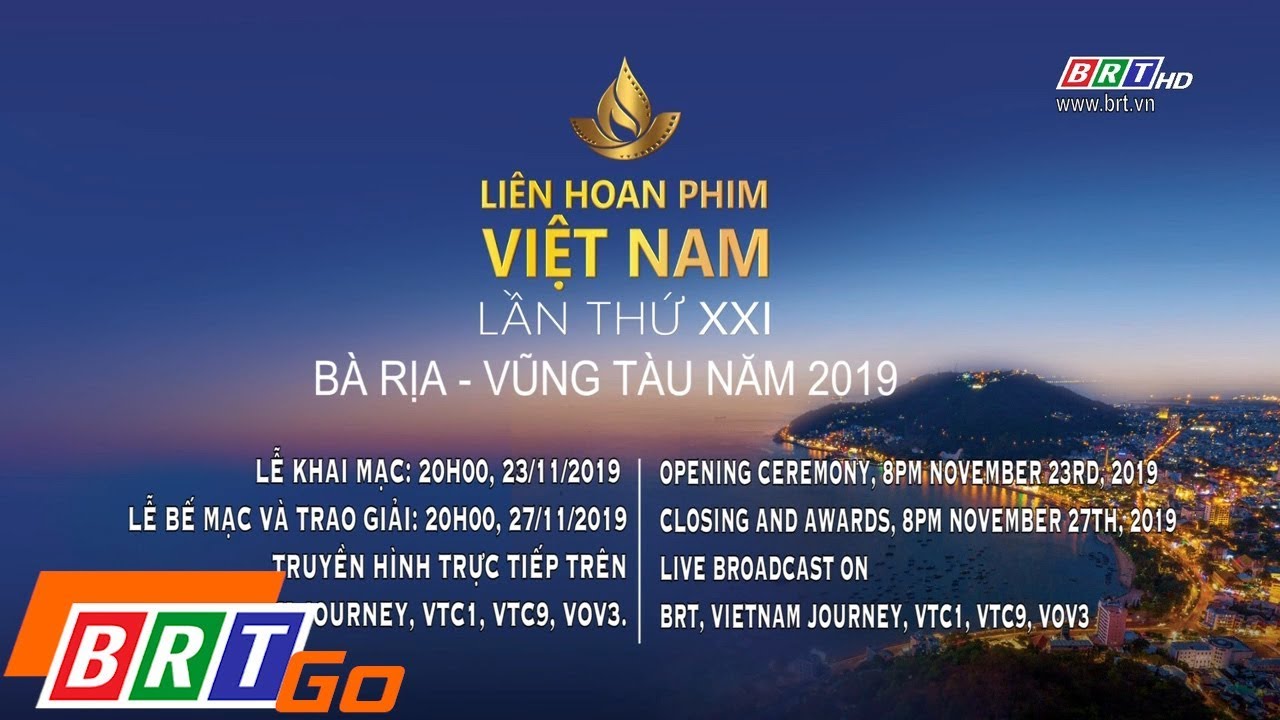 BRT HD
www.brt.vn
LIÊN HOAN PHIM
VIỆT NAM
LẦN THỨ XXI
BÀ RỊA - VŨNG TÀU NĂM 2019
LỄ KHAI MẠC: 20H00, 23/11/2019
LỄ BẾ MẠC VÀ TRAO GIẢI: 20H00, 27/11/2019
TRUYỀN HÌNH TRỰC TIẾP TRÊN
JOURNEY, VTC1, VTC9, VOV3.
OPENING CEREMONY, 8PM NOVEMBER 23RD, 2019
CLOSING AND AWARDS, 8PM NOVEMBER 27TH, 2019
LIVE BROADCAST ON
BRT, VIETNAM JOURNEY, VTC1, VTC9, VOV3
BRT GO